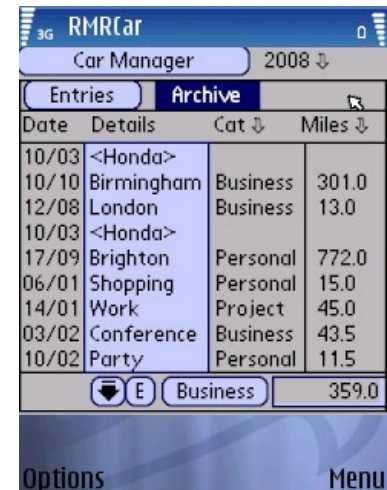 3G RMRCar
Car Manager 2008
Entries Archive
Date Details Cat Miles
10/03 <Honda>
10/10 Birmingham Business 301.0
12/08 London Business 13.0
10/03 <Honda>
17/09 Brighton Personal 772.0
06/01 Shopping Personal 15.0
14/01 Work Project 45.0
03/02 Conference Business 43.5
10/02 Party Personal 11.5
E Business 359.0
Options Menu